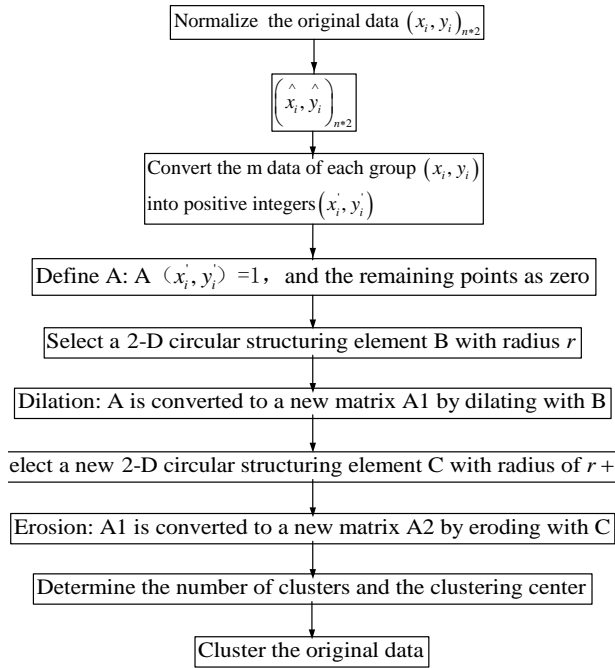 Normalize the original data (x_i, y_i)_{n*2}
(x̂_i, ŷ_i)_{n*2}
Convert the m data of each group (x_i, y_i)
into positive integers(x_i', y_i')
Define A: A（x_i', y_i'）=1，and the remaining points as zero
Select a 2-D circular structuring element B with radius r
Dilation: A is converted to a new matrix A1 by dilating with B
elect a new 2-D circular structuring element C with radius of r +
Erosion: A1 is converted to a new matrix A2 by eroding with C
Determine the number of clusters and the clustering center
Cluster the original data